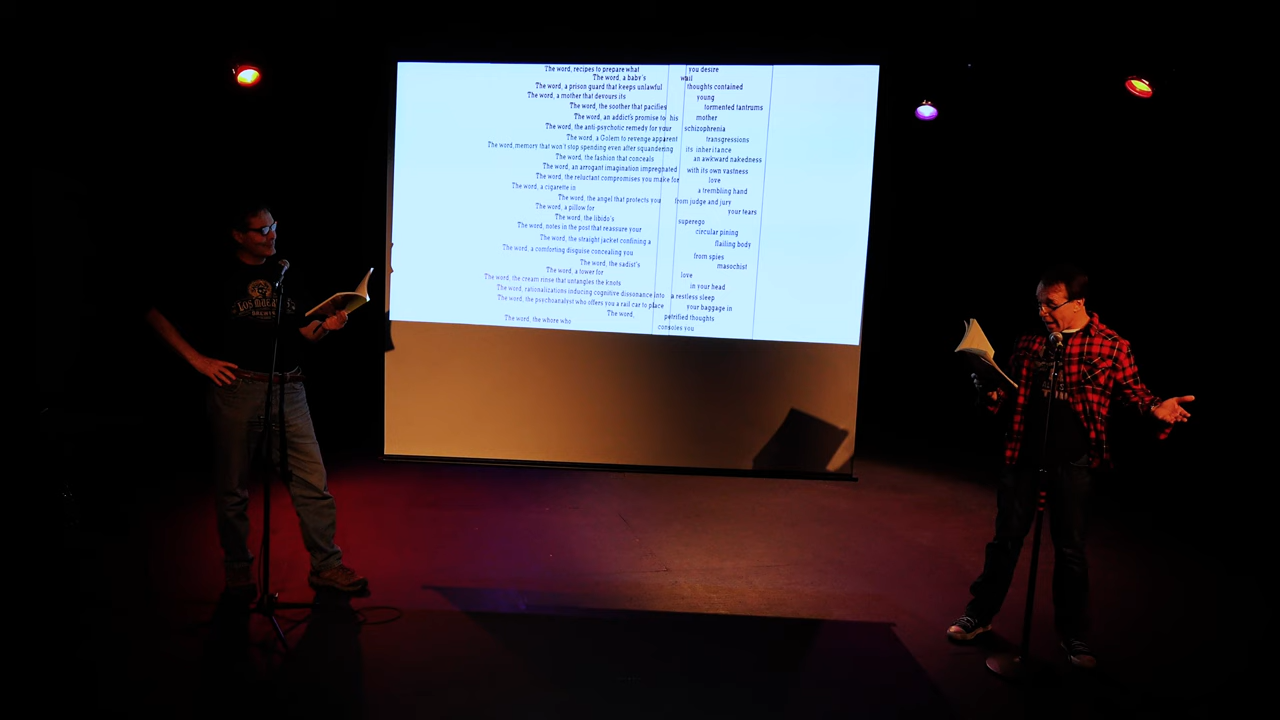 The word, recipes to prepare what you desire
The word, a baby's wail
The word, a prison guard that keeps unlawful thoughts contained
The word, a mother that devours its young
The word, the soother that pacifies tormented tantrums
The word, an addict's promise to his mother
The word, the anti-psychotic remedy for your schizophrenia
The word, a Golem to revenge apparent transgressions
The word, memory that won't stop spending even after squandering its inheritance
The word, the fashion that conceals an awkward nakedness
The word, an arrogant imagination impregnated with its own vastness
The word, the reluctant compromises you make for love
The word, a cigarette in a trembling hand
The word, the angel that protects you from judge and jury
The word, a pillow for your tears
The word, the libido's superego
The word, notes in the post that reassure your circular pining
The word, the straight jacket confining a flailing body
The word, a comforting disguise concealing you from spies
The word, the sadist's masochist
The word, a tower for love
The word, the cream rinse that untangles the knots in your head
The word, rationalizations inducing cognitive dissonance into a restless sleep
The word, the psychoanalyst who offers you a rail car to place your baggage in
The word, petrified thoughts
The word, the whore who consoles you
LOS